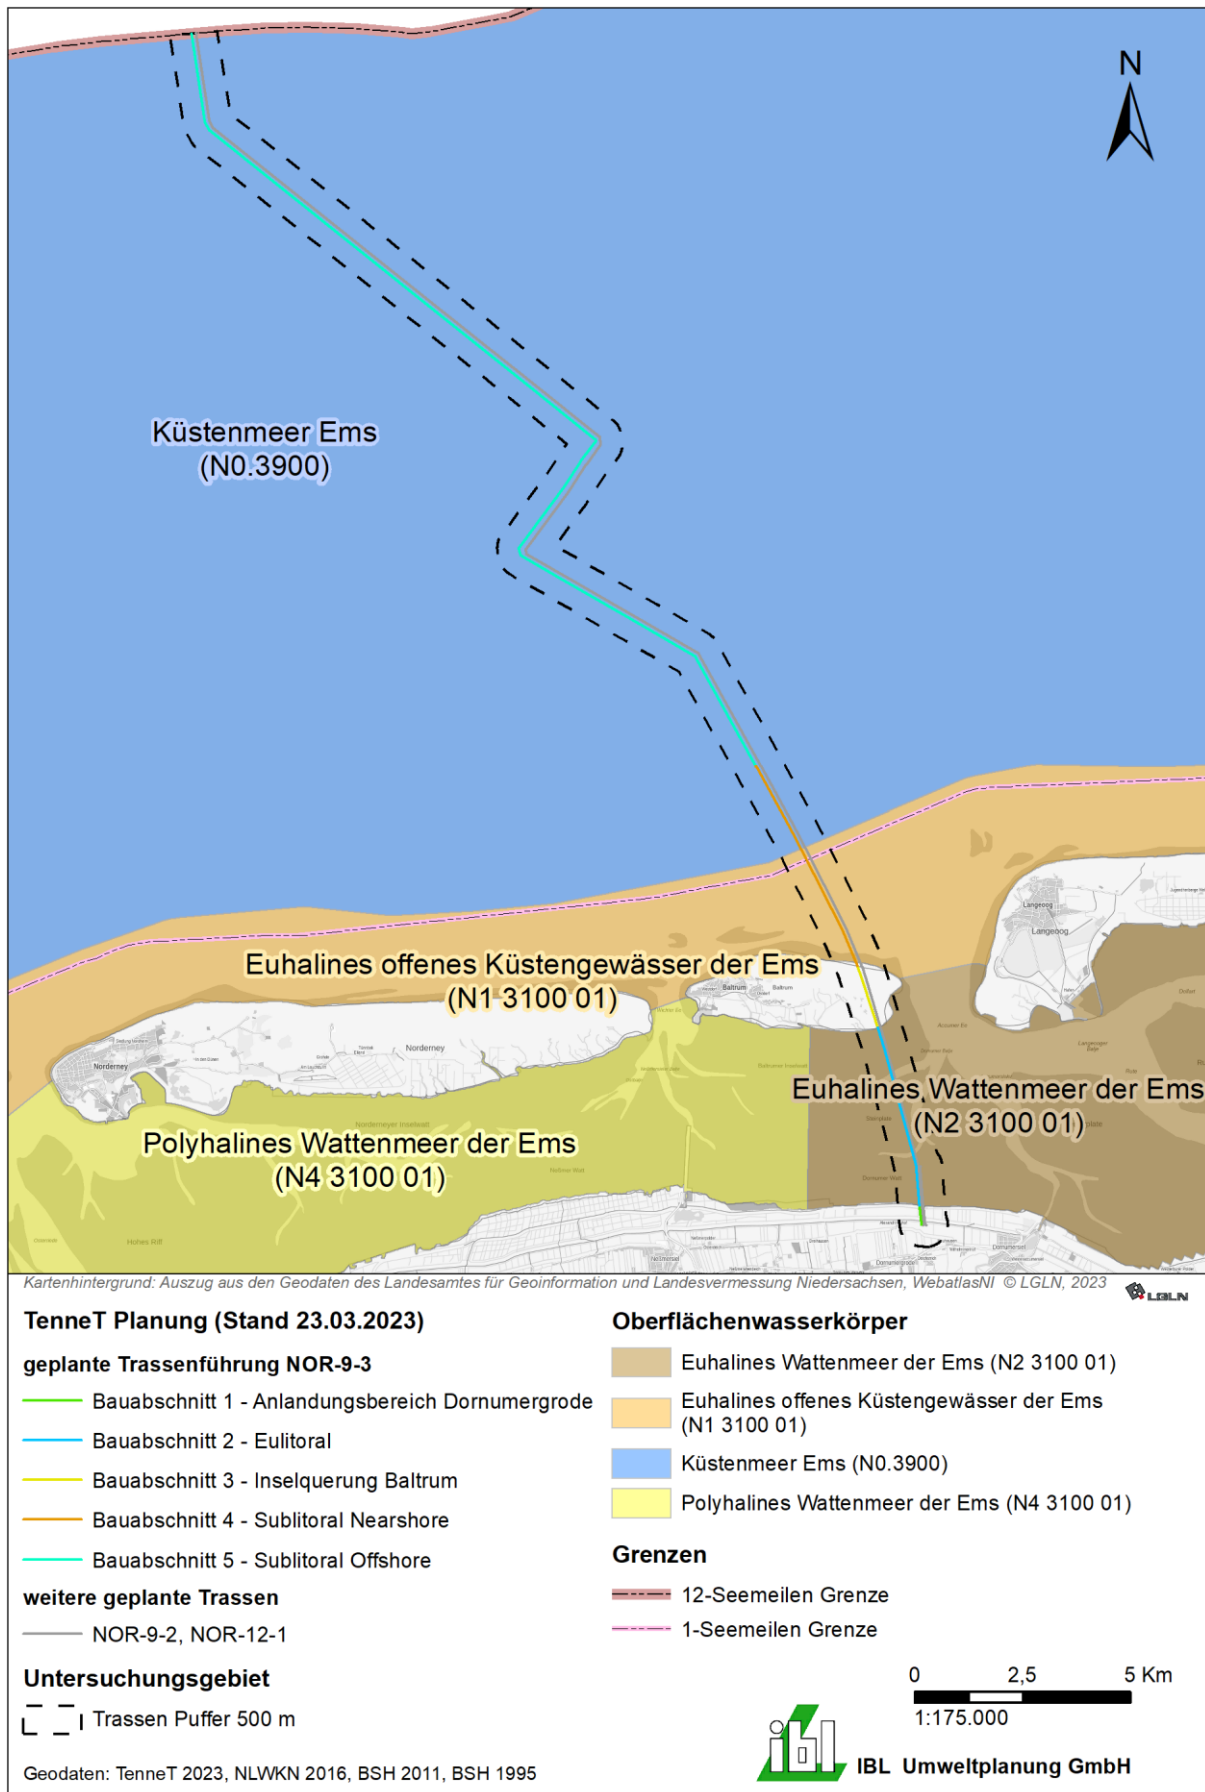 N
Küstenmeer Ems
(N0.3900)
Langeoog
Langeoog
Euhalines offenes Küstengewässer der Ems
(N1 3100 01)
Baltrum
Baltrum
Norderney
Norderney
Euhalines Wattenmeer der Ems
(N2 3100 01)
Polyhalines Wattenmeer der Ems
(N4 3100 01)
Hohes Riff
Kartenhintergrund: Auszug aus den Geodaten des Landesamtes für Geoinformation und Landesvermessung Niedersachsen, WebatlasNI © LGLN, 2023
LGLN
TenneT Planung (Stand 23.03.2023)
geplante Trassenführung NOR-9-3
Bauabschnitt 1 - Anlandungsbereich Dornumergrode
Bauabschnitt 2 - Eulitoral
Bauabschnitt 3 - Inselquerung Baltrum
Bauabschnitt 4 - Sublitoral Nearshore
Bauabschnitt 5 - Sublitoral Offshore
weitere geplante Trassen
NOR-9-2, NOR-12-1
Untersuchungsgebiet
Trassen Puffer 500 m
Geodaten: TenneT 2023, NLWKN 2016, BSH 2011, BSH 1995
Oberflächenwasserkörper
Euhalines Wattenmeer der Ems (N2 3100 01)
Euhalines offenes Küstengewässer der Ems
(N1 3100 01)
Küstenmeer Ems (N0.3900)
Polyhalines Wattenmeer der Ems (N4 3100 01)
Grenzen
12-Seemeilen Grenze
1-Seemeilen Grenze
0 2,5 5 Km
1:175.000
ibl
IBL Umweltplanung GmbH